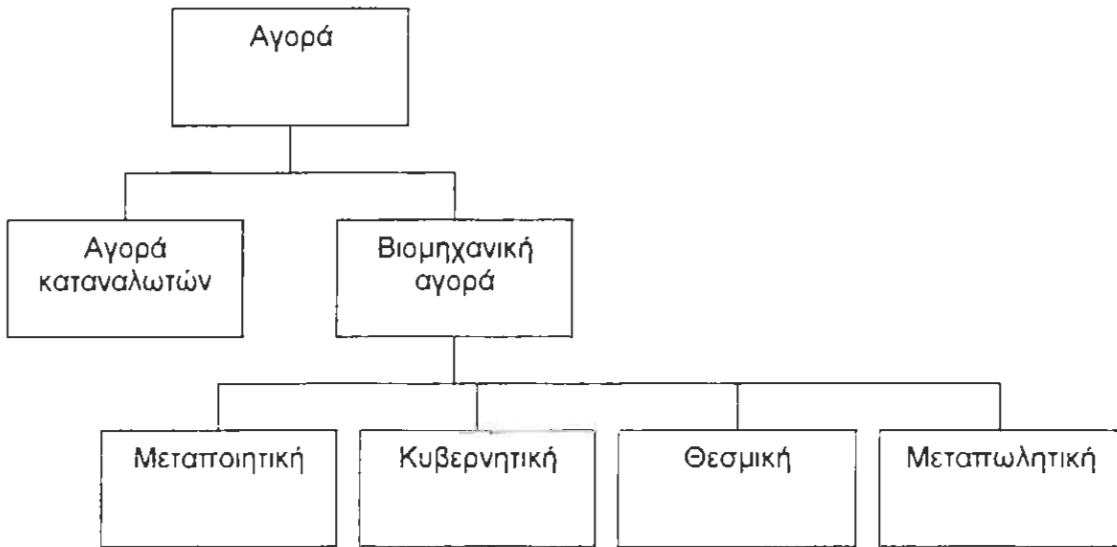 Αγορά
Αγορά
καταναλωτών
Βιομηχανική
αγορά
Μεταποιητική
Κυβερνητική
Θεσμική
Μεταπωλητική